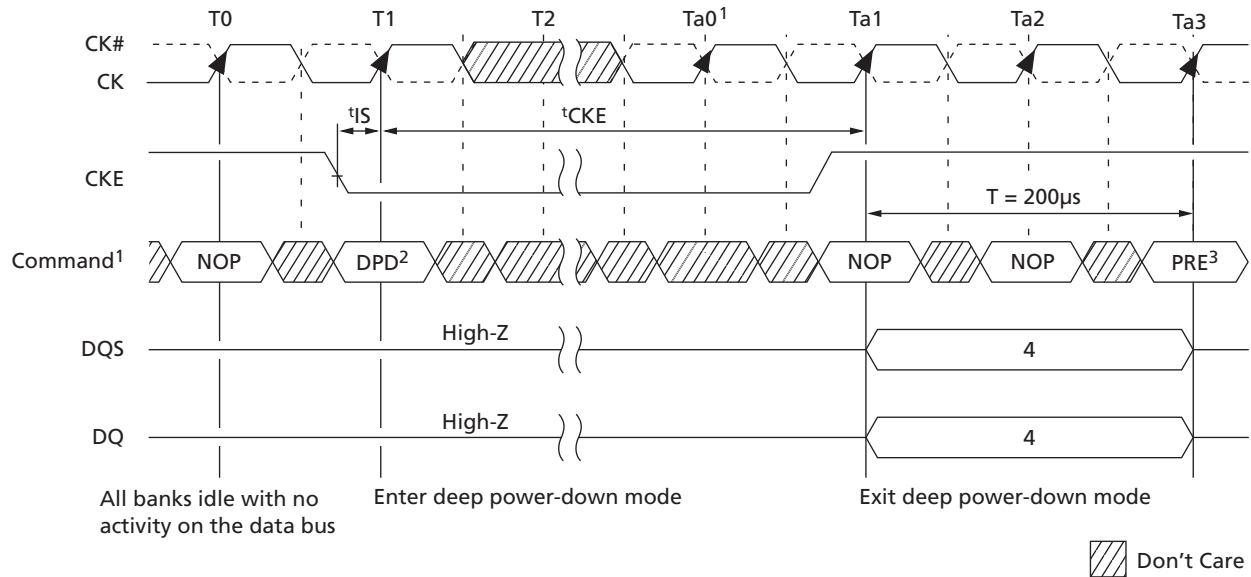 T0 T1 T2 Ta0¹ Ta1 Ta2 Ta3
CK#
CK
tIS tCKE
CKE
T = 200µs
Command¹ NOP DPD² NOP NOP PRE³
DQS High-Z 4
DQ High-Z 4
All banks idle with no
activity on the data bus
Enter deep power-down mode
Exit deep power-down mode
Don't Care